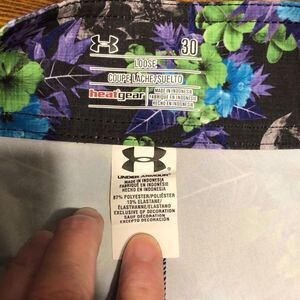 30
LOOSE
COUPE LÂCHE/SUELTO
heatgear
MADE IN INDONESIA
FABRIQUÉ EN INDONÉSIE
HECHO EN INDONESIA
UNDER ARMOUR
MADE IN INDONESIA
FABRIQUÉ EN INDONÉSIE
HECHO EN INDONESIA
87% POLYESTER/POLIÉSTER
13% ELASTANE/
ÉLASTHANNE/ELASTANO
EXCLUSIVE OF DECORATION
SAUF DÉCORATION
EXCEPTO DECORACIÓN